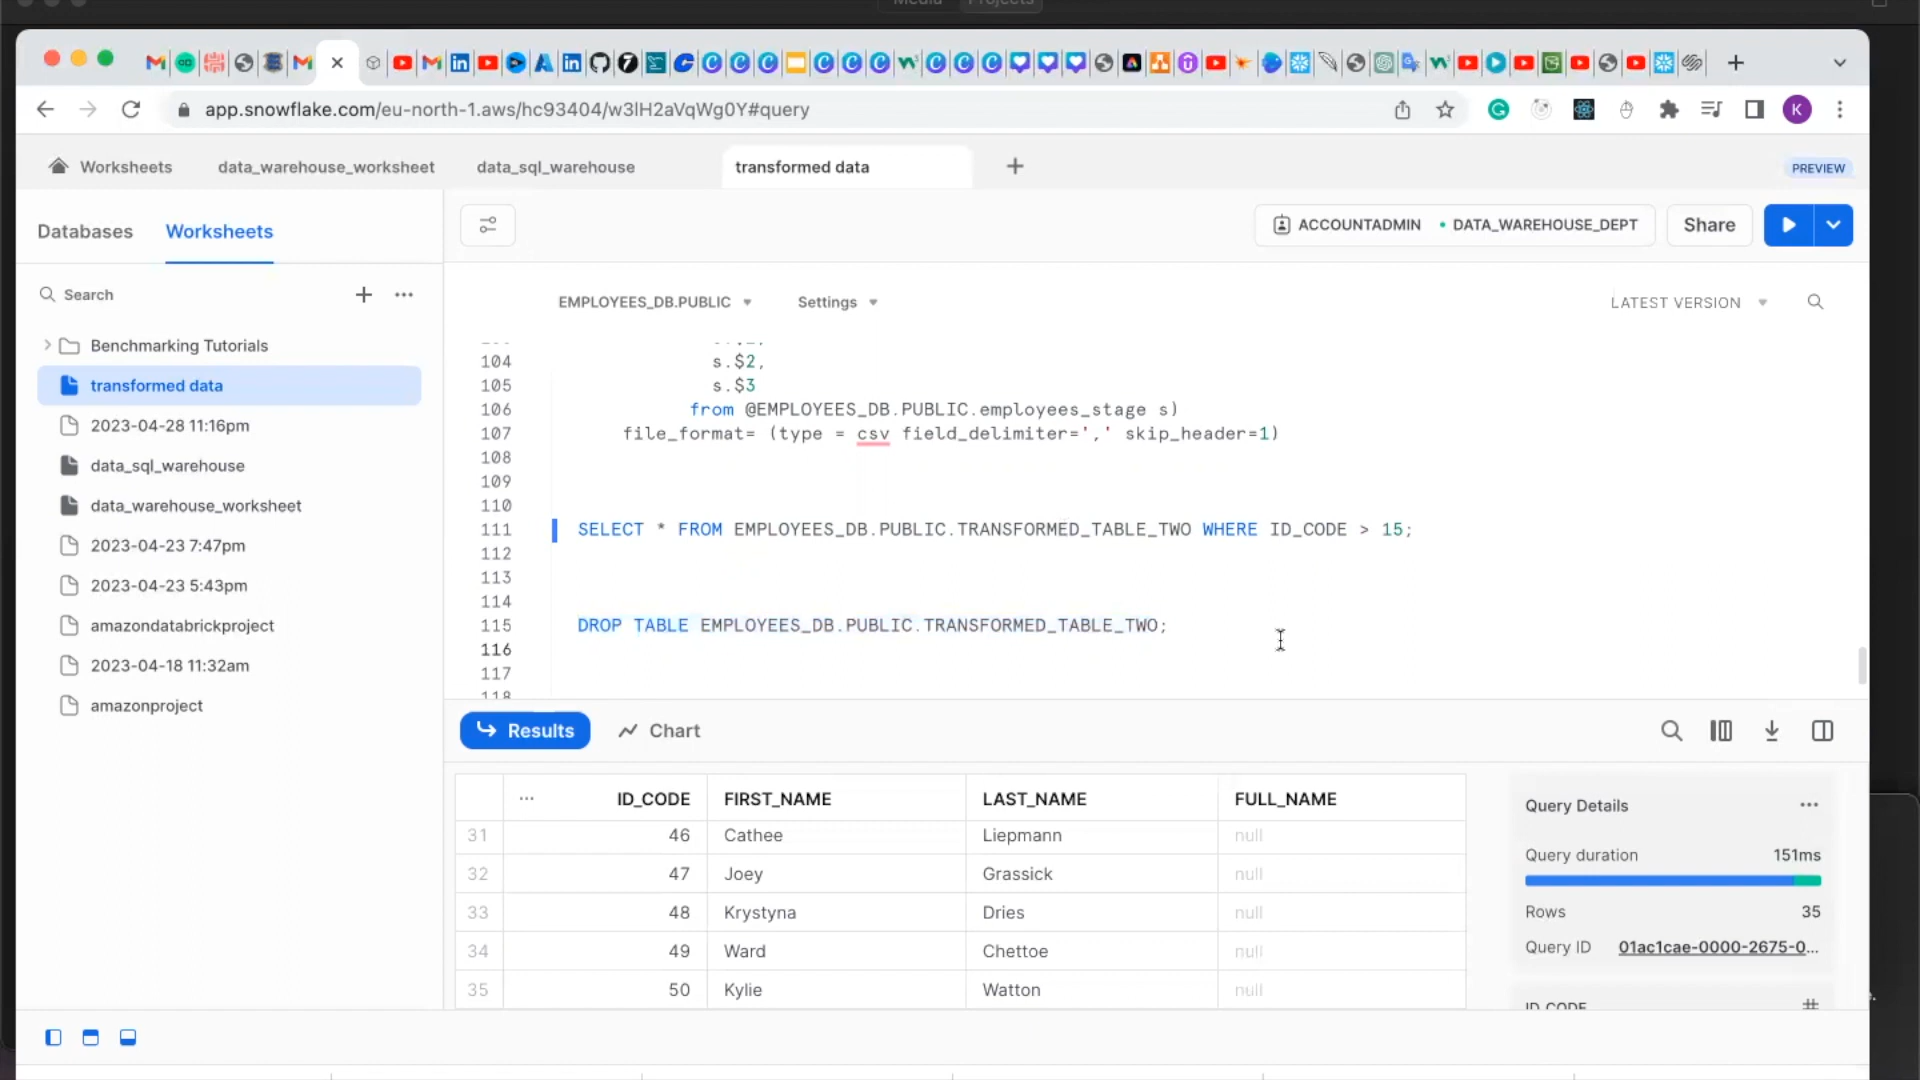 Media Projects
app.snowflake.com/eu-north-1.aws/hc93404/w3lH2aVqWg0Y#query
K
Worksheets data_warehouse_worksheet data_sql_warehouse transformed data
PREVIEW
Databases Worksheets
ACCOUNTADMIN • DATA_WAREHOUSE_DEPT Share
Search
EMPLOYEES_DB.PUBLIC Settings LATEST VERSION
Benchmarking Tutorials
transformed data
2023-04-28 11:16pm
data_sql_warehouse
data_warehouse_worksheet
2023-04-23 7:47pm
2023-04-23 5:43pm
amazondatabrickproject
2023-04-18 11:32am
amazonproject
104 s.$2,
105 s.$3
106 from @EMPLOYEES_DB.PUBLIC.employees_stage s)
107 file_format= (type = csv field_delimiter=',' skip_header=1)
108
109
110
111 SELECT * FROM EMPLOYEES_DB.PUBLIC.TRANSFORMED_TABLE_TWO WHERE ID_CODE > 15;
112
113
114
115 DROP TABLE EMPLOYEES_DB.PUBLIC.TRANSFORMED_TABLE_TWO;
116
117
118
Results Chart
... ID_CODE FIRST_NAME LAST_NAME FULL_NAME
31 46 Cathee Liepmann null
32 47 Joey Grassick null
33 48 Krystyna Dries null
34 49 Ward Chettoe null
35 50 Kylie Watton null
Query Details ...
Query duration 151ms
Rows 35
Query ID 01ac1cae-0000-2675-0...
ID_CODE #